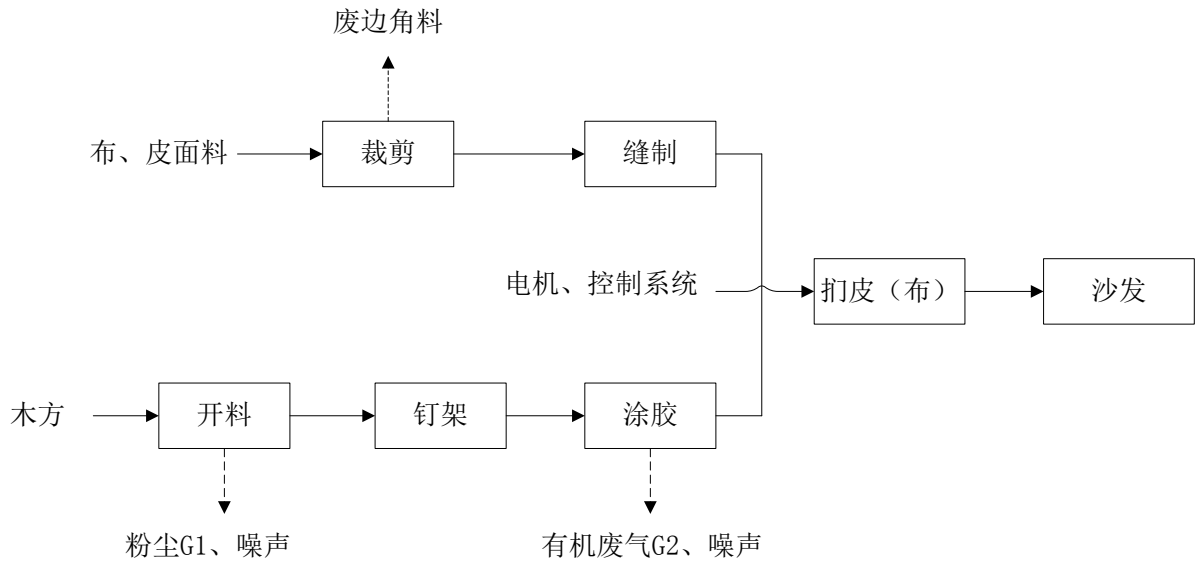 废边角料
布、皮面料
裁剪
缝制
电机、控制系统
扪皮（布）
沙发
木方
开料
钉架
涂胶
粉尘G1、噪声
有机废气G2、噪声